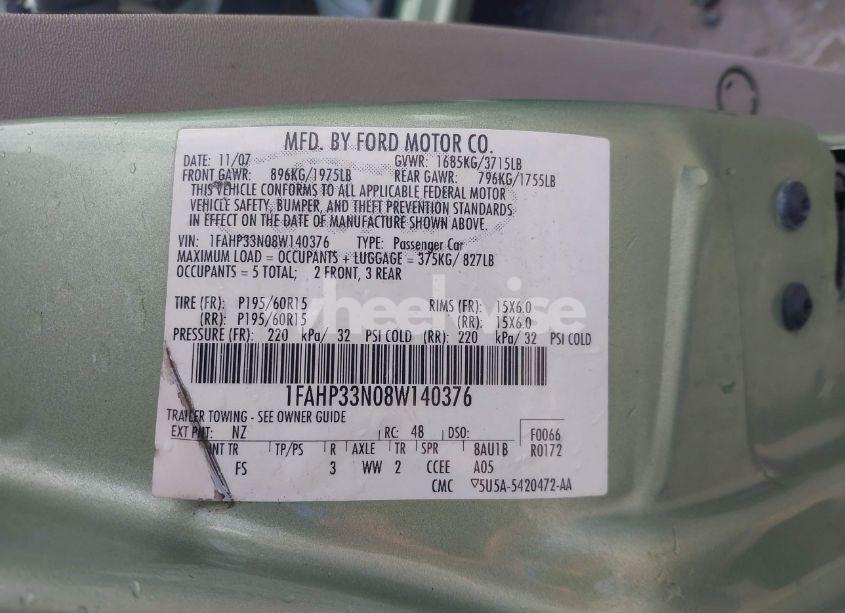 MFD. BY FORD MOTOR CO.
DATE: 11/07 GVWR: 1685KG/3715LB
FRONT GAWR: 896KG/1975LB REAR GAWR: 796KG/1755LB
THIS VEHICLE CONFORMS TO ALL APPLICABLE FEDERAL MOTOR
VEHICLE SAFETY, BUMPER, AND THEFT PREVENTION STANDARDS
IN EFFECT ON THE DATE OF MANUFACTURE SHOWN ABOVE.
VIN: 1FAHP33N08W140376 TYPE: Passenger Car
MAXIMUM LOAD = OCCUPANTS + LUGGAGE = 375KG/ 827LB
OCCUPANTS = 5 TOTAL; 2 FRONT, 3 REAR
TIRE (FR): P195/60R15 RIMS (FR): 15X6.0
(RR): P195/60R15 (RR): 15X6.0
wheelwise
PRESSURE (FR): 220 kPa/ 32 PSI COLD (RR): 220 kPa/ 32 PSI COLD
1FAHP33N08W140376
TRAILER TOWING - SEE OWNER GUIDE
EXT PNT: NZ RC: 48 DSO: F0066
INT TR TP/PS R AXLE TR SPR 8AU1B R0172
FS 3 WW 2 CCEE A05
CMC ▽5U5A-5420472-AA